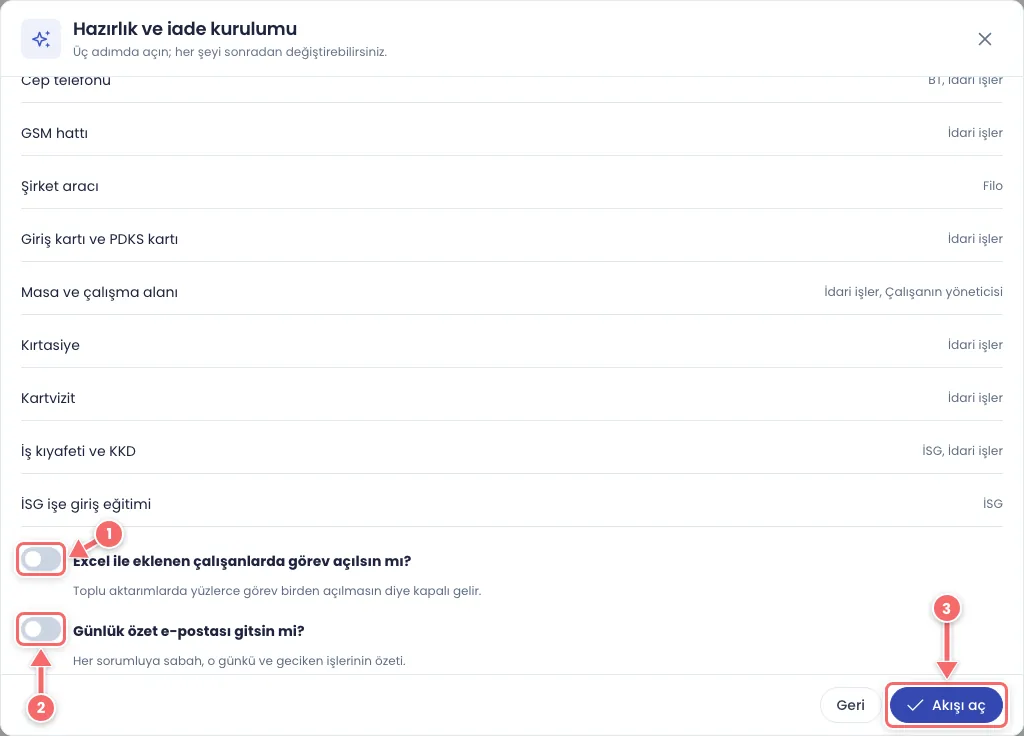 Hazırlık ve iade kurulumu
Üç adımda açın; her şeyi sonradan değiştirebilirsiniz.
Cep telefonu BT, İdari işler
GSM hattı İdari işler
Şirket aracı Filo
Giriş kartı ve PDKS kartı İdari işler
Masa ve çalışma alanı İdari işler, Çalışanın yöneticisi
Kırtasiye İdari işler
Kartvizit İdari işler
İş kıyafeti ve KKD İSG, İdari işler
İSG işe giriş eğitimi İSG
1
Excel ile eklenen çalışanlarda görev açılsın mı?
Toplu aktarımlarda yüzlerce görev birden açılmasın diye kapalı gelir.
Günlük özet e-postası gitsin mi?
Her sorumluya sabah, o günkü ve geciken işlerinin özeti.
2
3
Geri Akışı aç